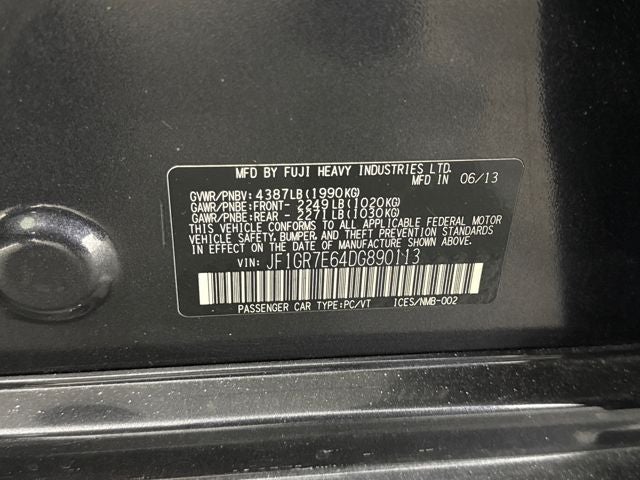 MFD BY FUJI HEAVY INDUSTRIES LTD.
MFD IN 06/13
GVWR/PNBV: 4387LB(1990KG)
GAWR/PNBE:FRONT- 2249LB(1020KG)
GAWR/PNBE:REAR - 2271LB(1030KG)
THIS VEHICLE CONFORMS TO ALL APPLICABLE FEDERAL MOTOR
VEHICLE SAFETY, BUMPER, AND THEFT PREVENTION STANDARDS
IN EFFECT ON THE DATE OF MANUFACTURE SHOWN ABOVE.
VIN: JF1GR7E64DG890113
PASSENGER CAR TYPE:PC/VT ICES/NMB-002